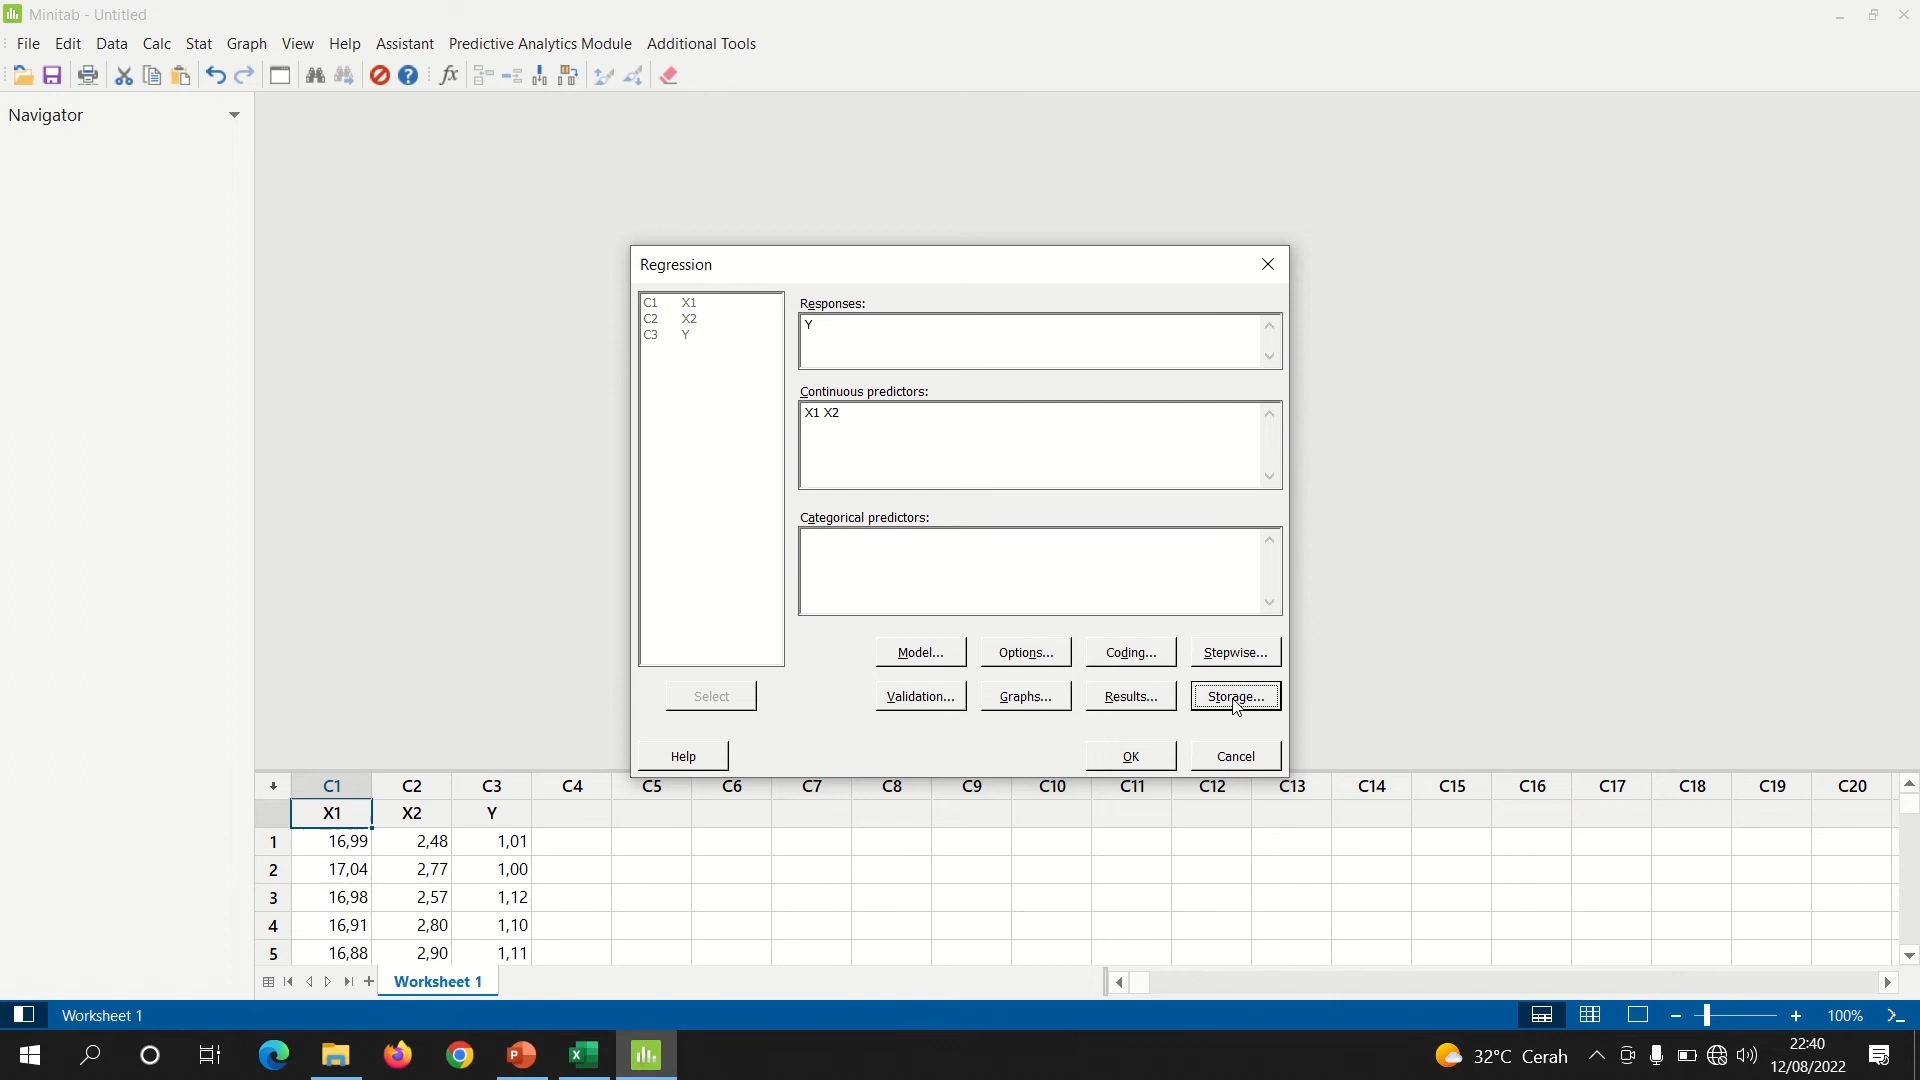 Minitab - Untitled
File Edit Data Calc Stat Graph View Help Assistant Predictive Analytics Module Additional Tools
Navigator
Regression
C1 X1
C2 X2
C3 Y
Responses:
Y
Continuous predictors:
X1 X2
Categorical predictors:
Model... Options... Coding... Stepwise...
Select Validation... Graphs... Results... Storage...
Help OK Cancel
C1 C2 C3 C4 C5 C6 C7 C8 C9 C10 C11 C12 C13 C14 C15 C16 C17 C18 C19 C20
X1 X2 Y
1 16,99 2,48 1,01
2 17,04 2,77 1,00
3 16,98 2,57 1,12
4 16,91 2,80 1,10
5 16,88 2,90 1,11
Worksheet 1
Worksheet 1 100%
32°C Cerah 22:40
12/08/2022